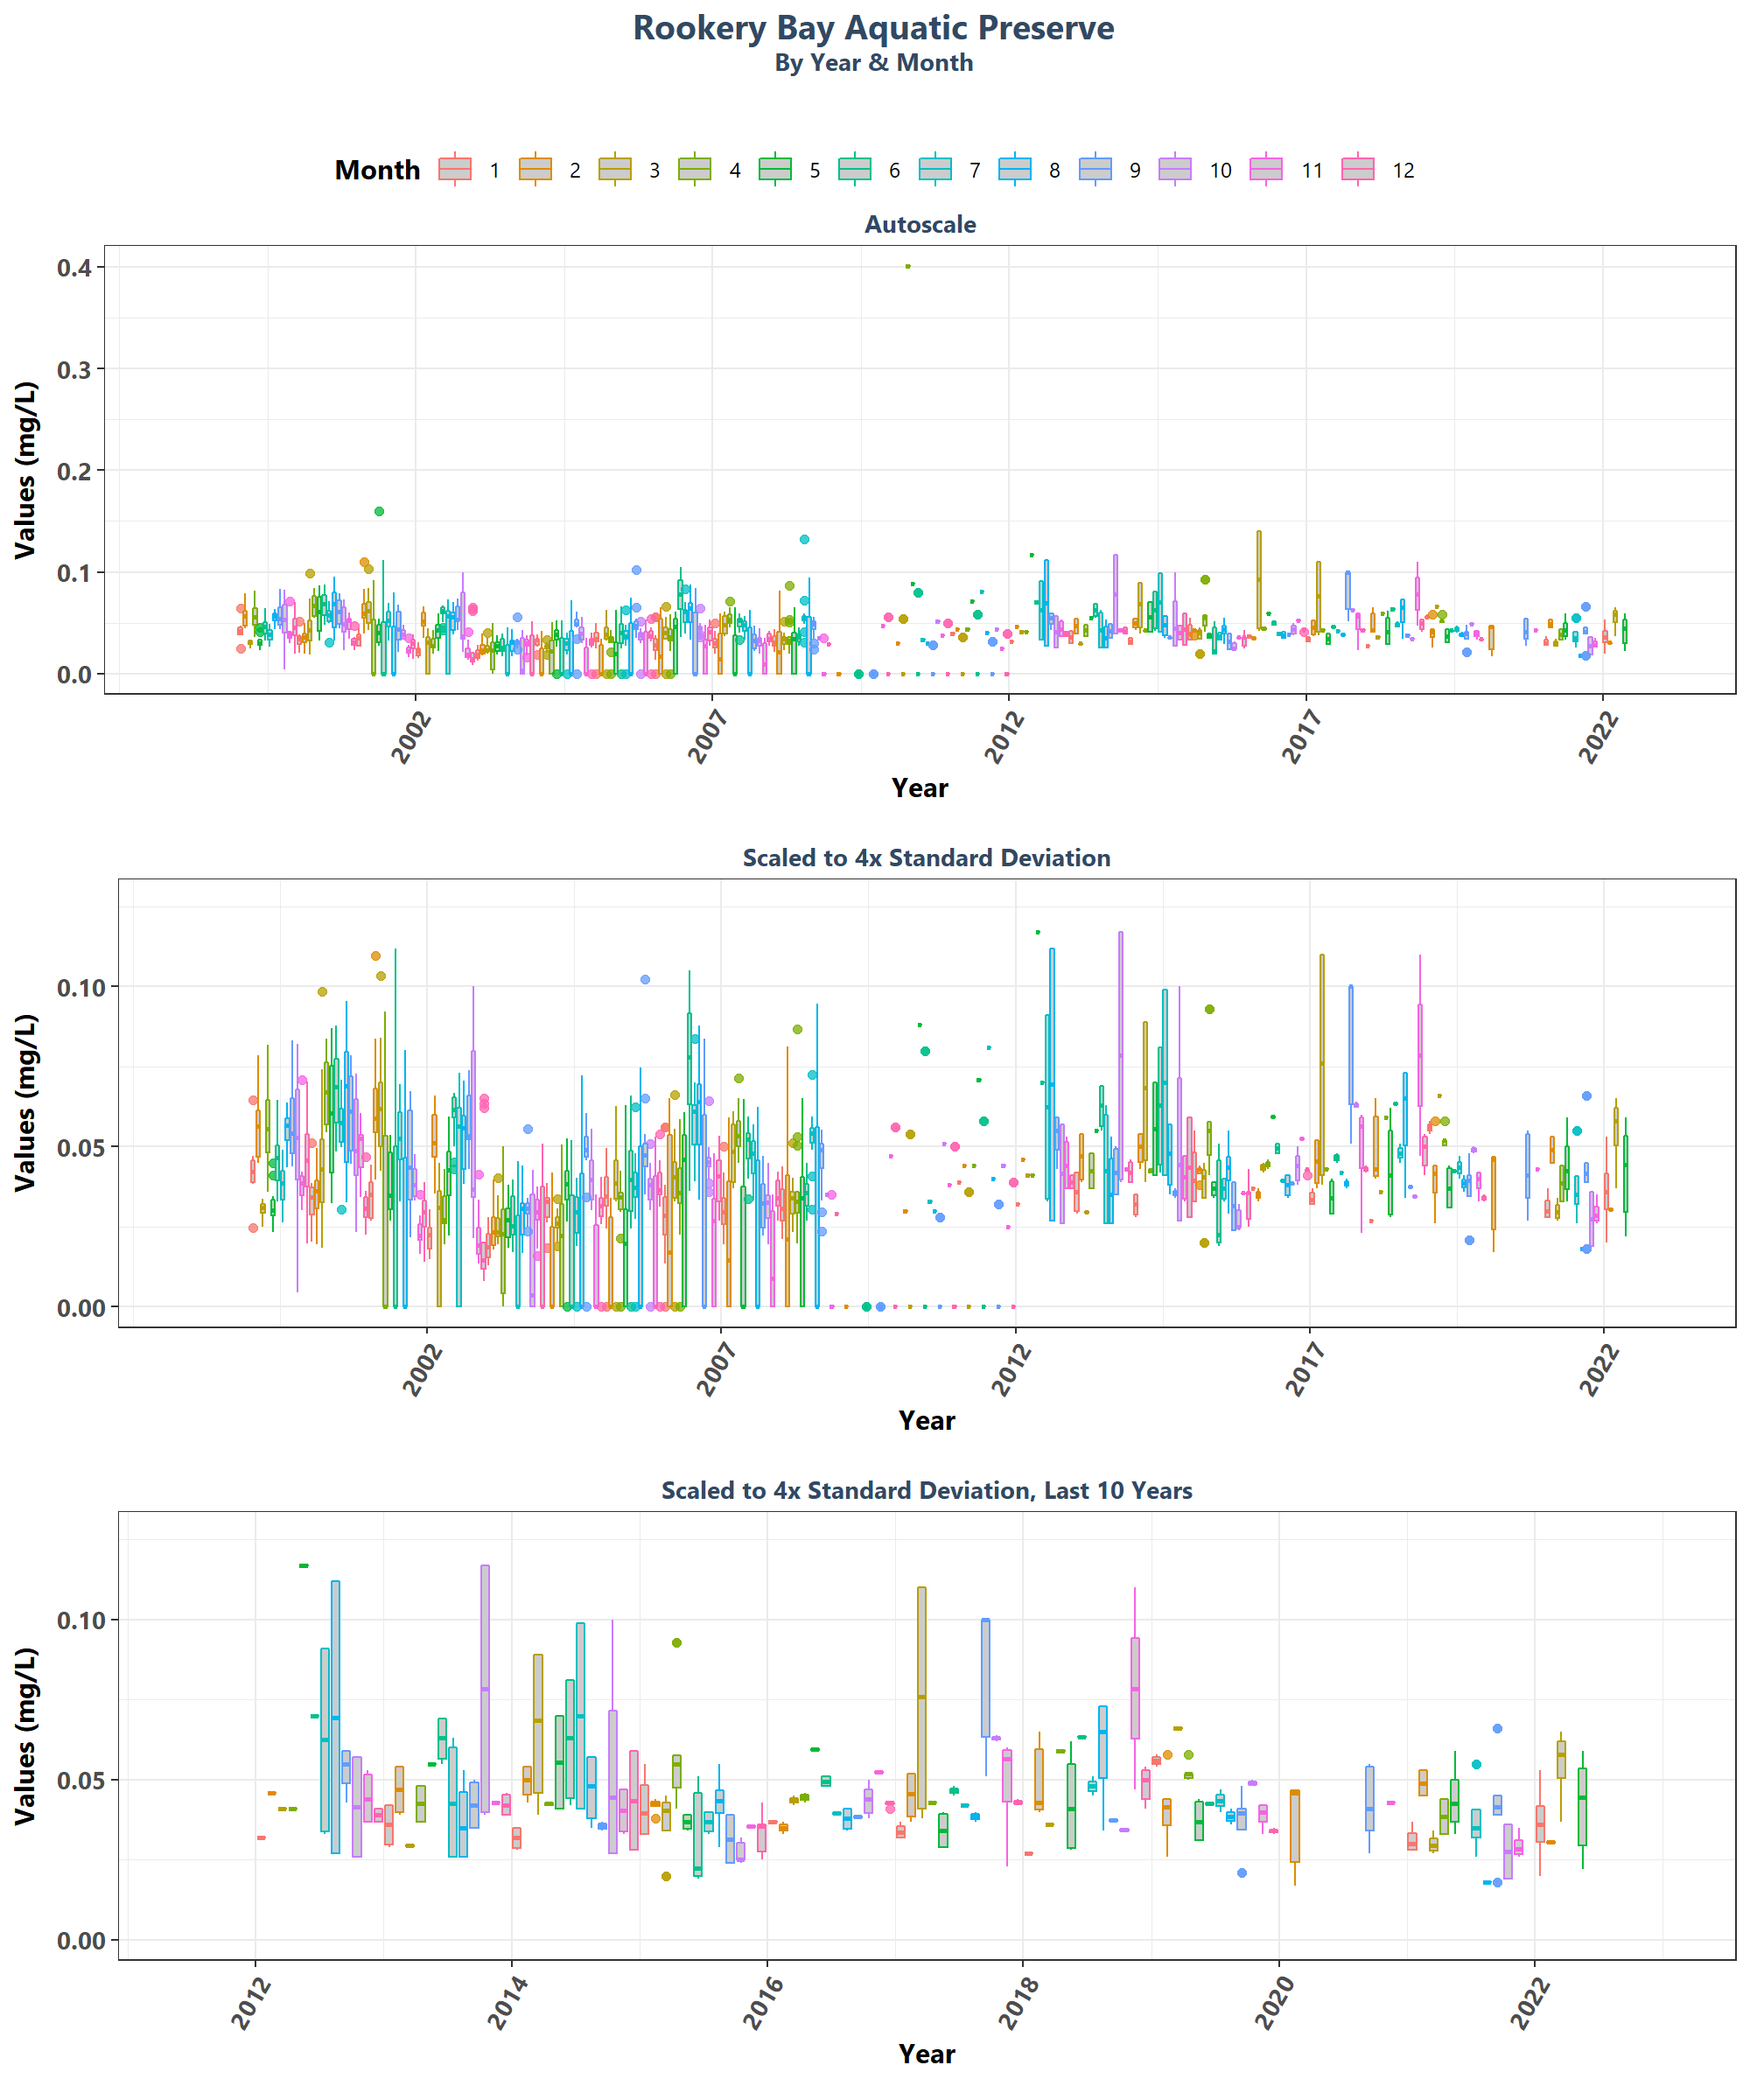 Rookery Bay Aquatic Preserve
By Year & Month
Month 1 2 3 4 5 6 7 8 9 10 11 12
Autoscale
Values (mg/L)
0.4
0.3
0.2
0.1
0.0
2002 2007 2012 2017 2022
Year
Scaled to 4x Standard Deviation
Values (mg/L)
0.10
0.05
0.00
2002 2007 2012 2017 2022
Year
Scaled to 4x Standard Deviation, Last 10 Years
Values (mg/L)
0.10
0.05
0.00
2012 2014 2016 2018 2020 2022
Year